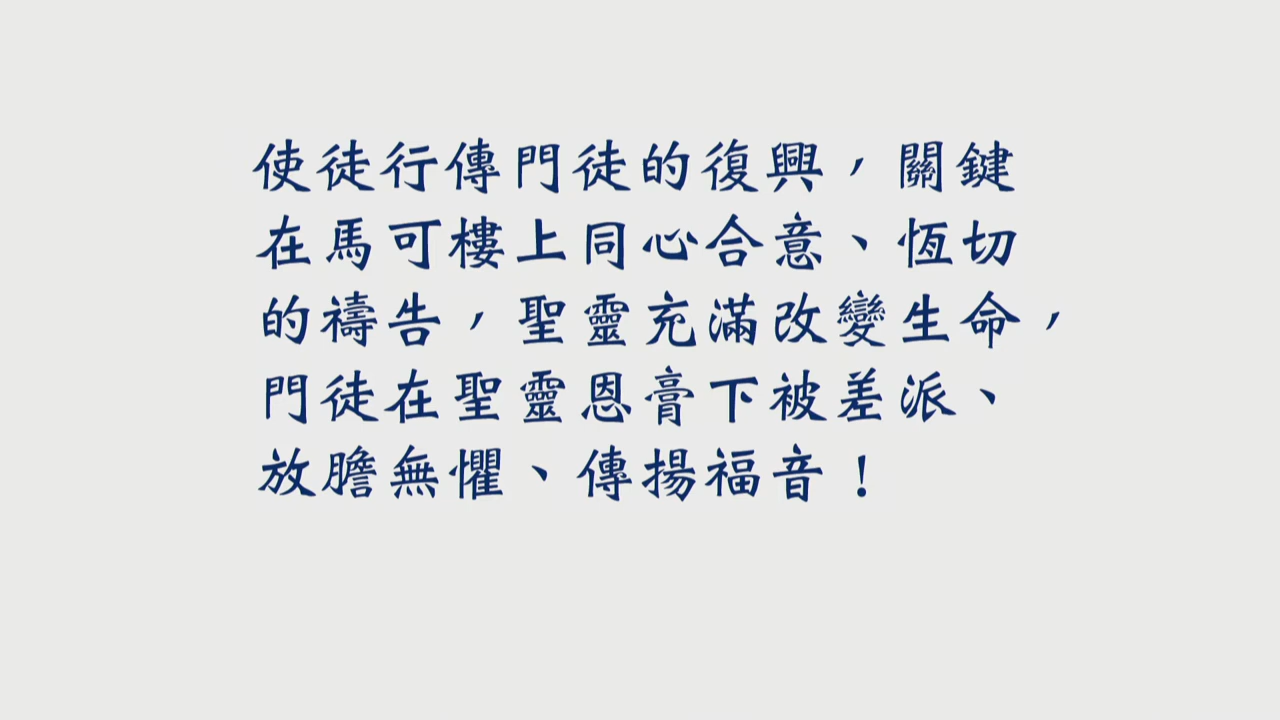 使徒行傳門徒的復興，關鍵
在馬可樓上同心合意、恆切
的禱告，聖靈充滿改變生命，
門徒在聖靈恩膏下被差派、
放膽無懼、傳揚福音！